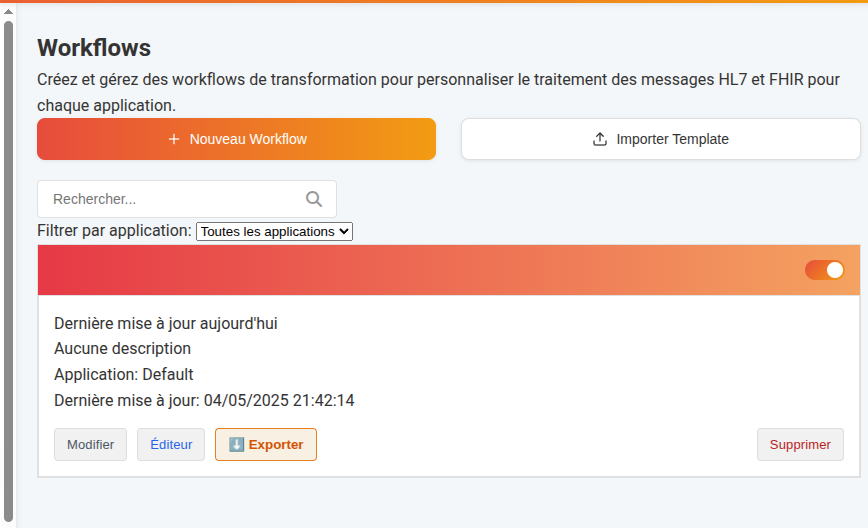 Workflows
Créez et gérez des workflows de transformation pour personnaliser le traitement des messages HL7 et FHIR pour
chaque application.
+ Nouveau Workflow
Importer Template
Rechercher...
Filtrer par application: Toutes les applications
Dernière mise à jour aujourd'hui
Aucune description
Application: Default
Dernière mise à jour: 04/05/2025 21:42:14
Modifier
Éditeur
⬇️ Exporter
Supprimer